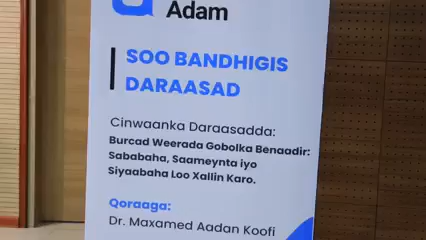 Adam
SOO BANDHIGIS
DARAASAD
Cinwaanka Daraasadda:
Burcad Weerada Gobolka Benaadir:
Sababaha, Saameynta iyo
Siyaabaha Loo Xallin Karo.
Qoraaga:
Dr. Maxamed Aadan Koofi